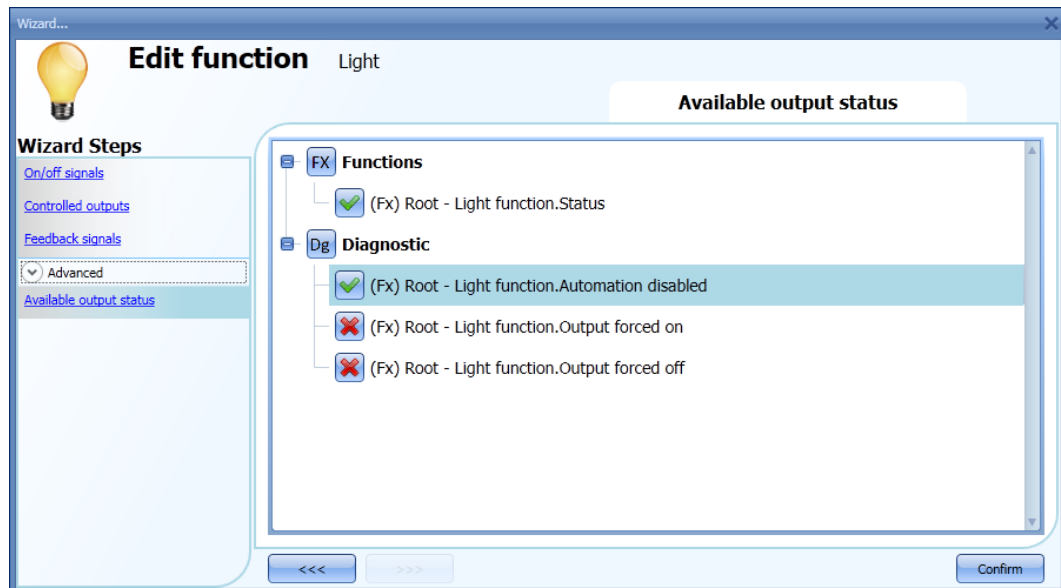 Wizard...
Edit function Light
Available output status
Wizard Steps
On/off signals
Controlled outputs
Feedback signals
Advanced
Available output status
FX Functions
(Fx) Root - Light function.Status
Dg Diagnostic
(Fx) Root - Light function.Automation disabled
(Fx) Root - Light function.Output forced on
(Fx) Root - Light function.Output forced off
<<<
>>>
Confirm